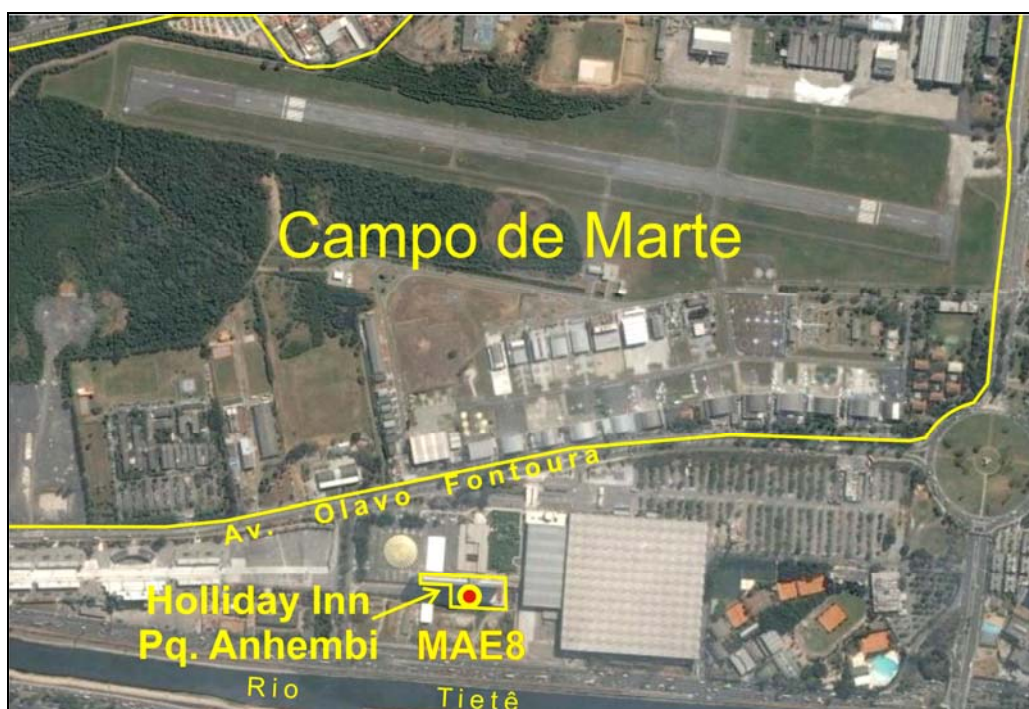 Campo de Marte
Av. Olavo Fontoura
Holliday Inn
Pq. Anhembi MAE8
Rio Tietê